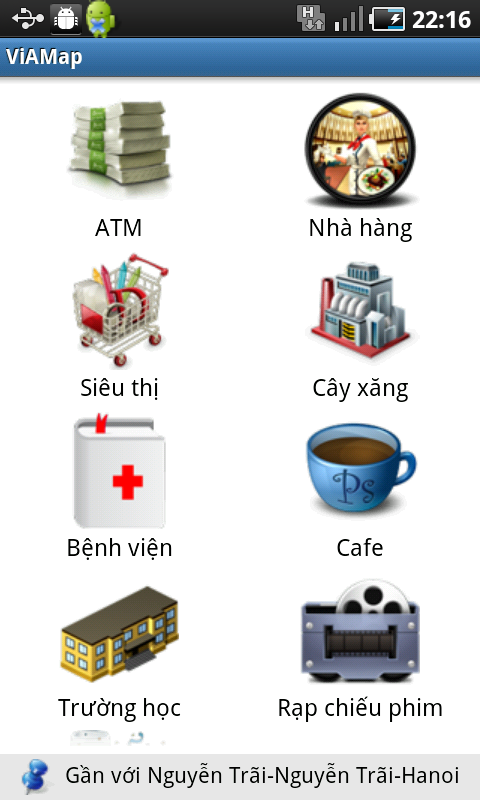 H
22:16
ViAMap
ATM
Nhà hàng
Siêu thị
Cây xăng
Bệnh viện
Ps
Cafe
Trường học
Rạp chiếu phim
Gần với Nguyễn Trãi-Nguyễn Trãi-Hanoi